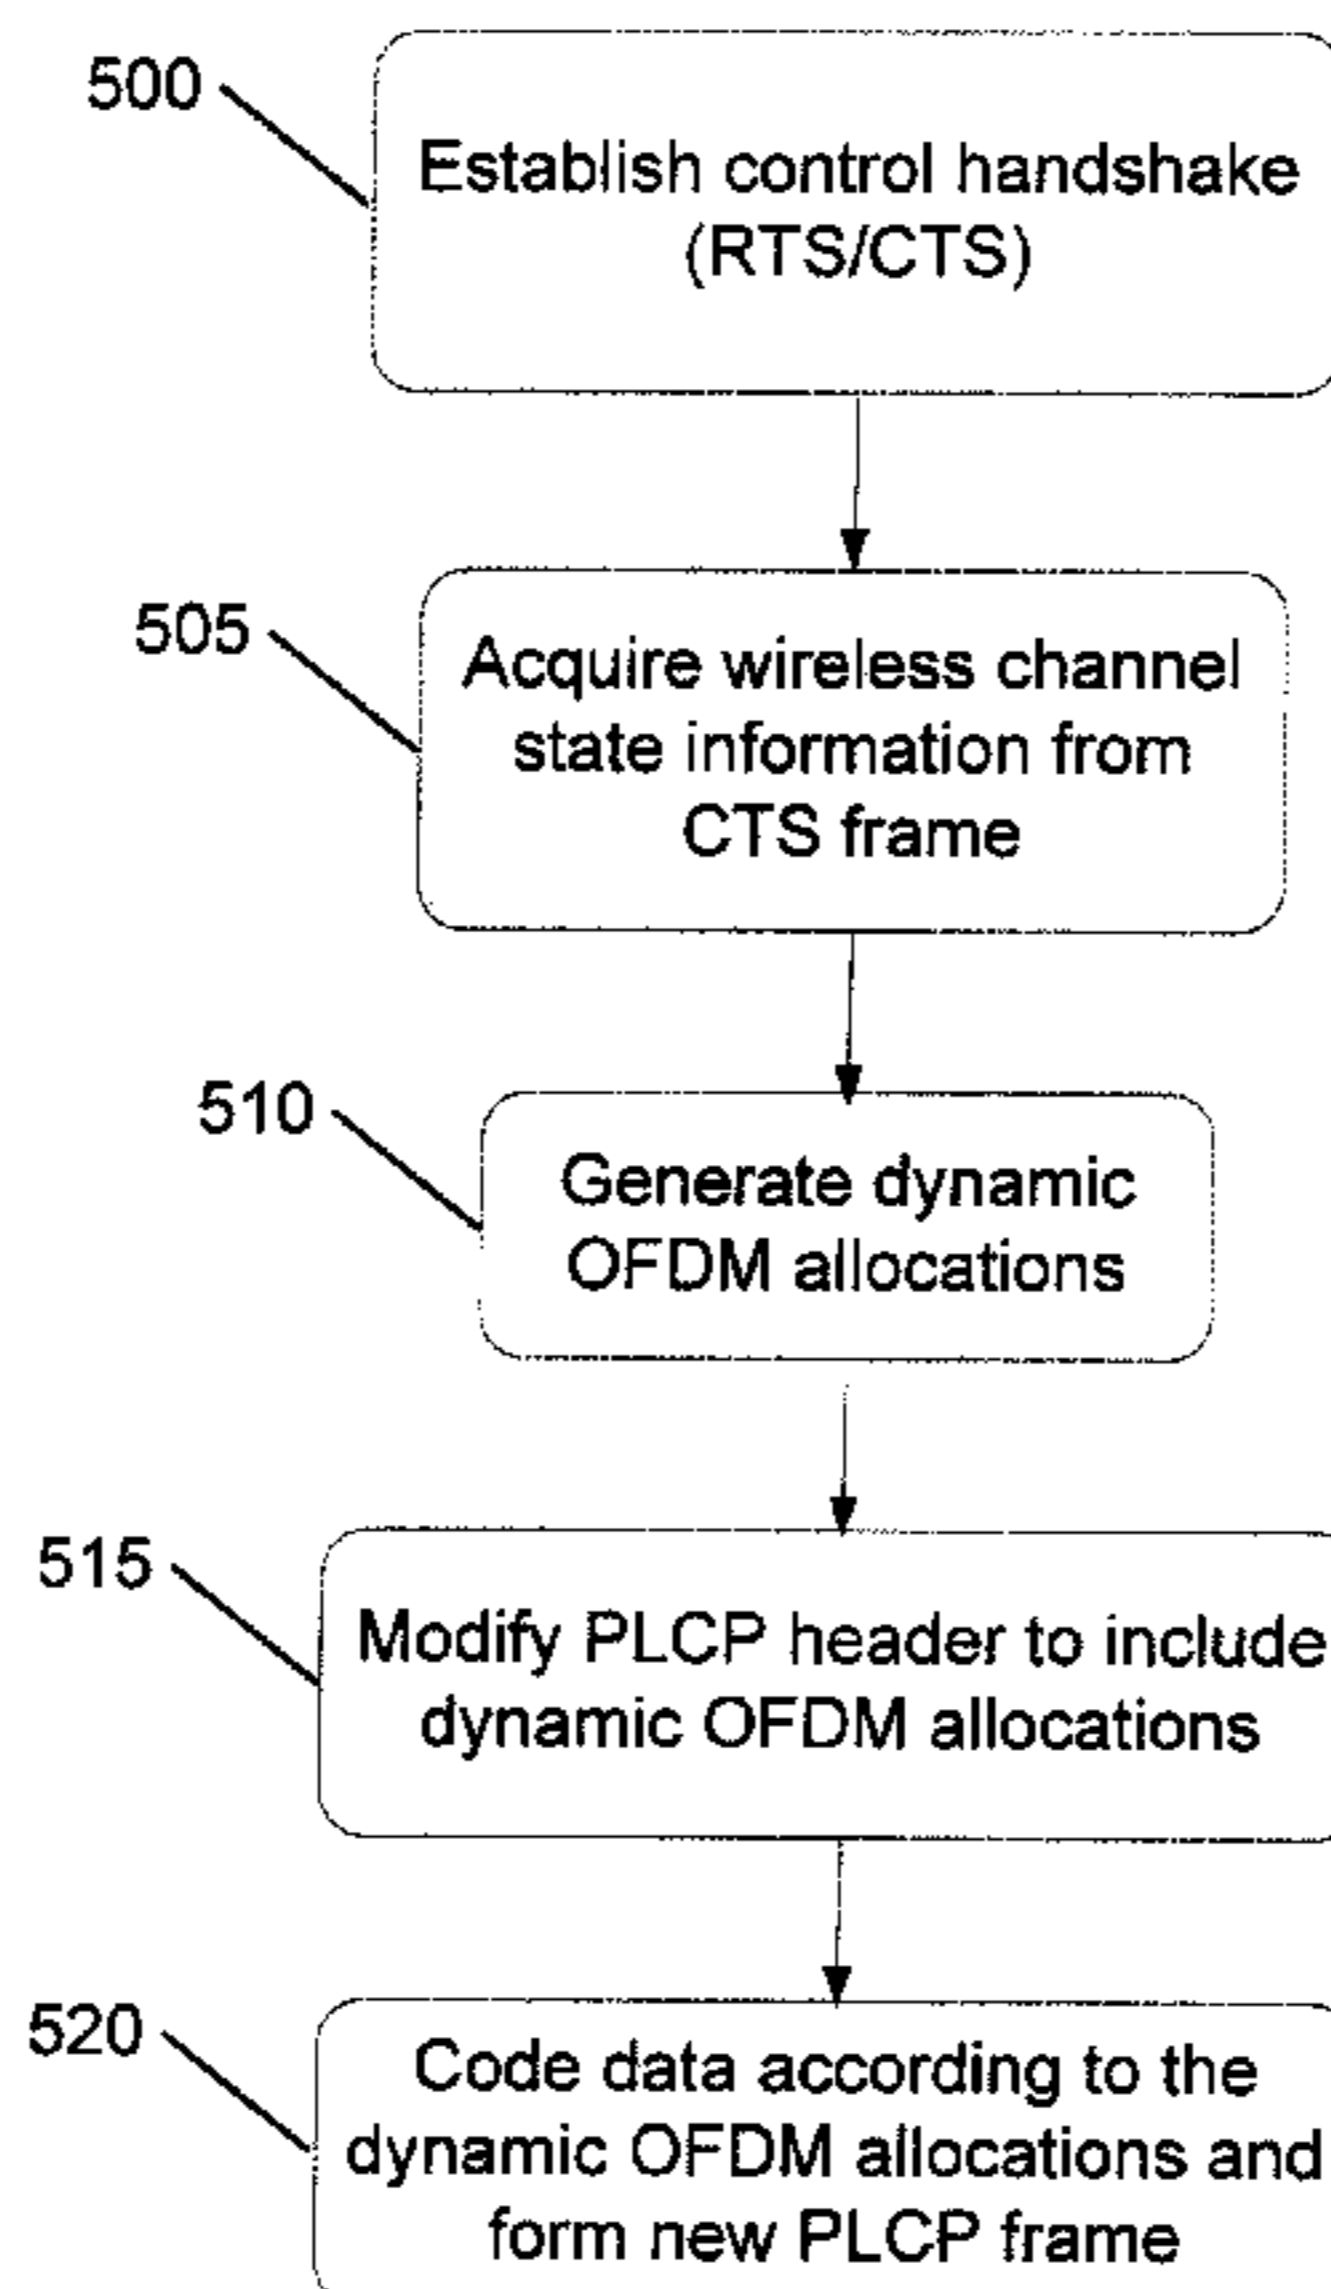 500
Establish control handshake
(RTS/CTS)
505
Acquire wireless channel
state information from
CTS frame
510
Generate dynamic
OFDM allocations
515
Modify PLCP header to include
dynamic OFDM allocations
520
Code data according to the
dynamic OFDM allocations and
form new PLCP frame